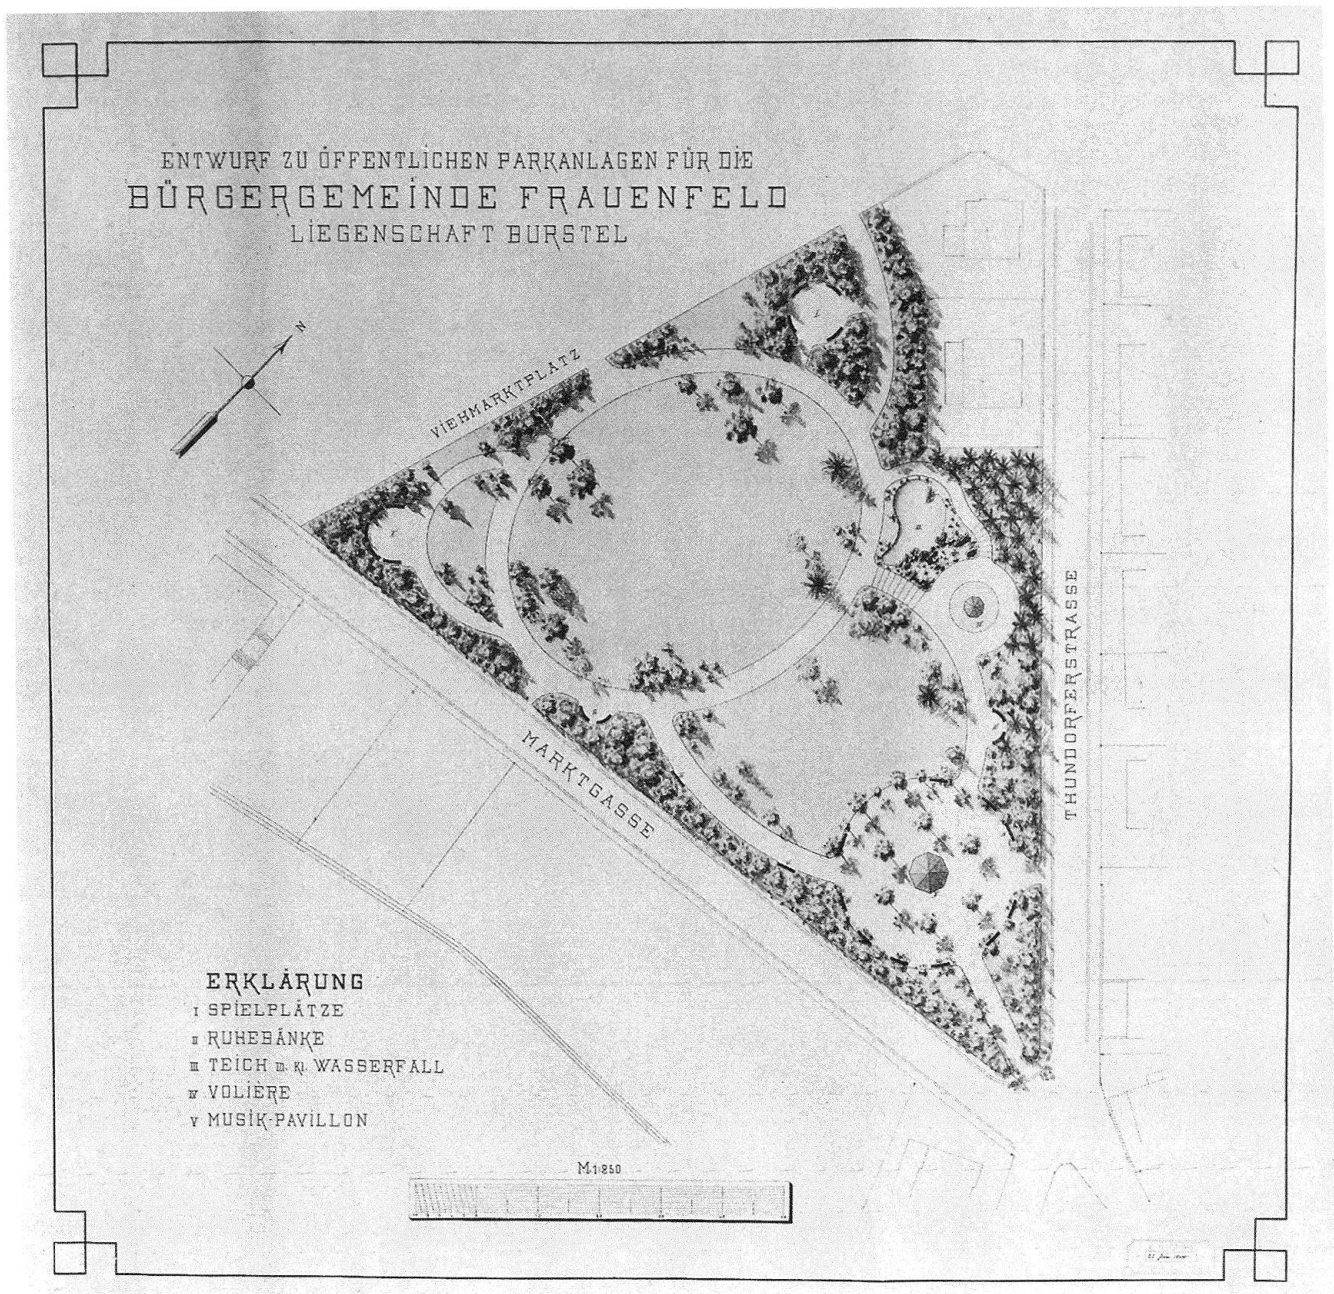 ENTWURF ZU ÖFFENTLICHEN PARKANLAGEN FÜR DIE
BÜRGERGEMEINDE FRAUENFELD
LIEGENSCHAFT BURSTEL
N
VIEHMARKTPLATZ
I
I
MARKTGASSE
THUNDORFERSTRASSE
ERKLÄRUNG
I SPIELPLÄTZE
II RUHEBÄNKE
III TEICH M. KL. WASSERFALL
IV VOLIÈRE
V MUSIK-PAVILLON
M. 1:250